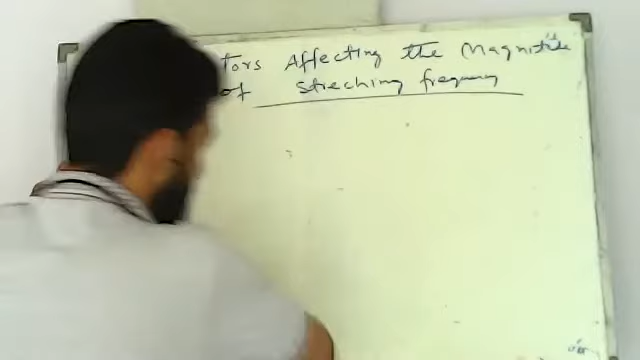 tors Affecting the Magnitude
of Streching frequency